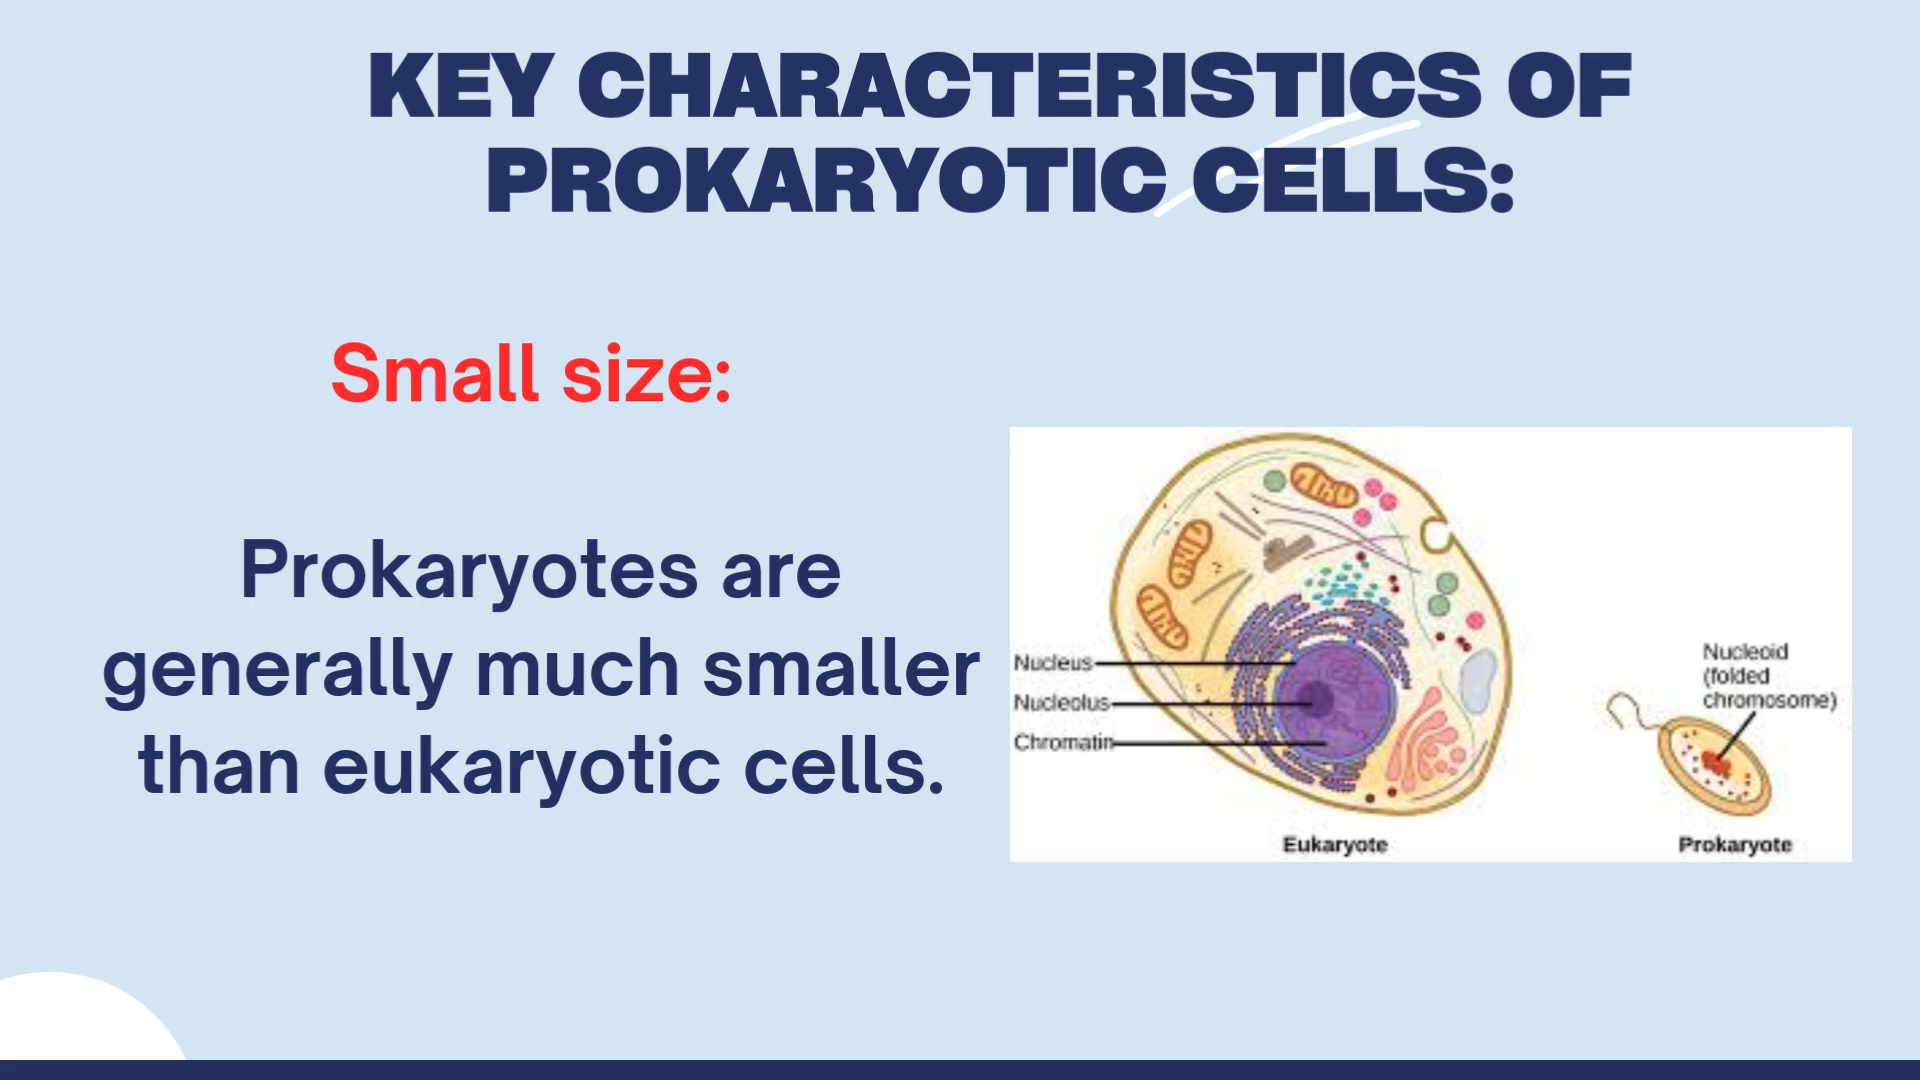 KEY CHARACTERISTICS OF
PROKARYOTIC CELLS:
Small size:
Prokaryotes are
generally much smaller
than eukaryotic cells.
Nucleus
Nucleolus
Chromatin
Eukaryote
Nucleoid
(folded
chromosome)
Prokaryote